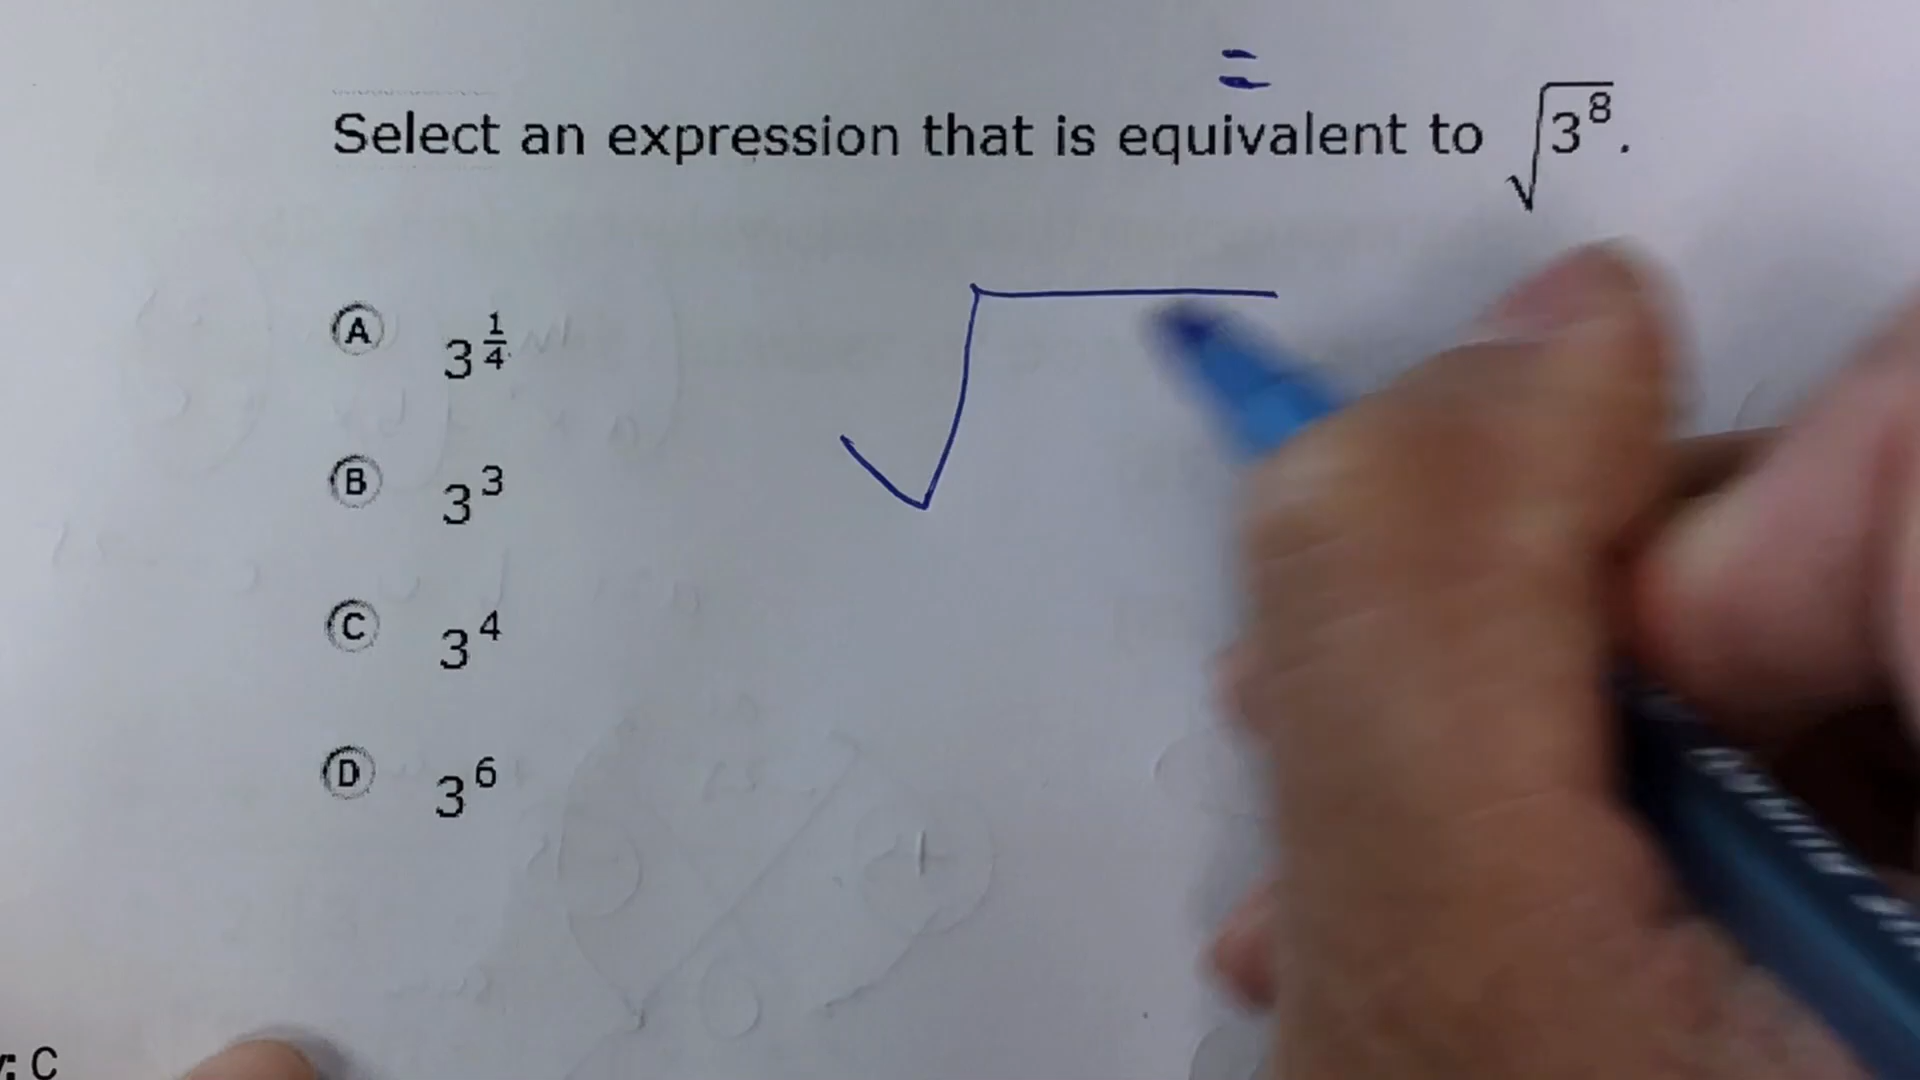 =
Select an expression that is equivalent to √3⁸.
A 3^(1/4)
B 3³
C 3⁴
D 3⁶
: C